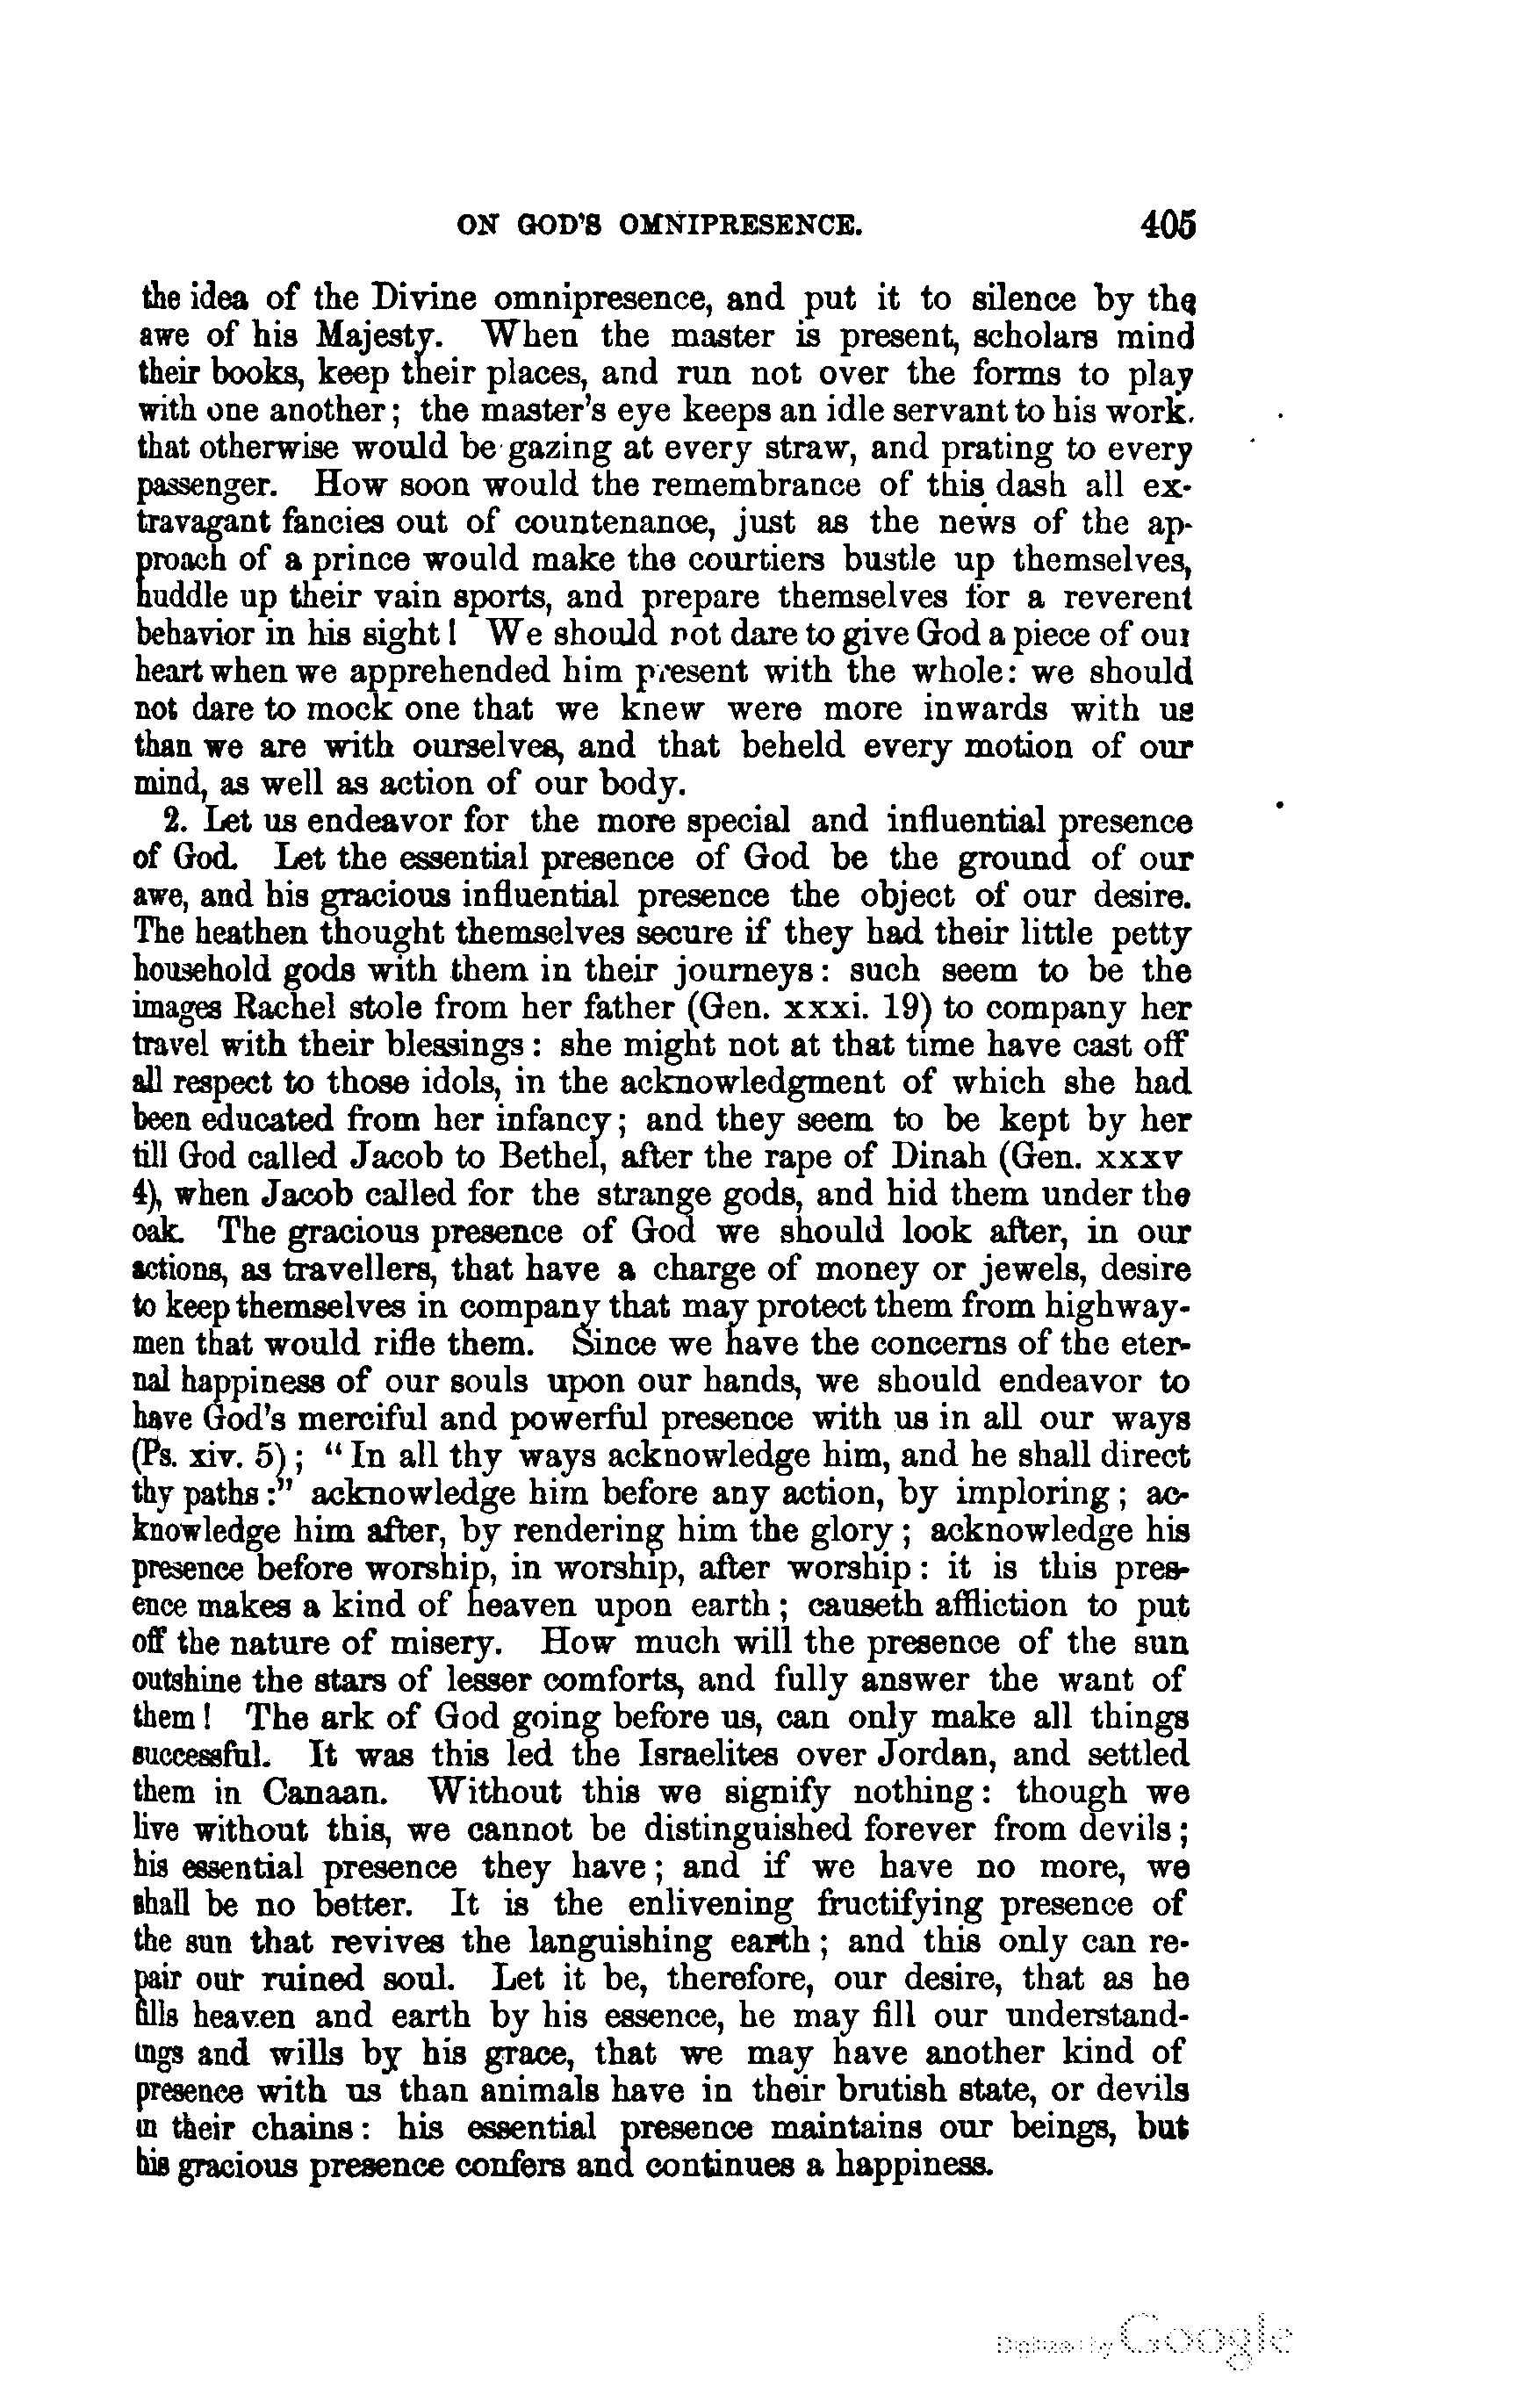 ON GOD'S OMNIPRESENCE. 405
the idea of the Divine omnipresence, and put it to silence by the
awe of his Majesty. When the master is present, scholars mind
their books, keep their places, and run not over the forms to play
with one another; the master's eye keeps an idle servant to his work.
that otherwise would be gazing at every straw, and prating to every
passenger. How soon would the remembrance of this dash all ex-
travagant fancies out of countenance, just as the news of the ap-
proach of a prince would make the courtiers bustle up themselves,
huddle up their vain sports, and prepare themselves for a reverent
behavior in his sight! We should not dare to give God a piece of our
heart when we apprehended him present with the whole: we should
not dare to mock one that we knew were more inwards with us
than we are with ourselves, and that beheld every motion of our
mind, as well as action of our body.
2. Let us endeavor for the more special and influential presence
of God. Let the essential presence of God be the ground of our
awe, and his gracious influential presence the object of our desire.
The heathen thought themselves secure if they had their little petty
household gods with them in their journeys: such seem to be the
images Rachel stole from her father (Gen. xxxi. 19) to company her
travel with their blessings: she might not at that time have cast off
all respect to those idols, in the acknowledgment of which she had
been educated from her infancy; and they seem to be kept by her
till God called Jacob to Bethel, after the rape of Dinah (Gen. xxxv
4), when Jacob called for the strange gods, and hid them under the
oak. The gracious presence of God we should look after, in our
actions, as travellers, that have a charge of money or jewels, desire
to keep themselves in company that may protect them from highway-
men that would rifle them. Since we have the concerns of the eter-
nal happiness of our souls upon our hands, we should endeavor to
have God's merciful and powerful presence with us in all our ways
(Ps. xiv. 5); "In all thy ways acknowledge him, and he shall direct
thy paths:" acknowledge him before any action, by imploring; ac-
knowledge him after, by rendering him the glory; acknowledge his
presence before worship, in worship, after worship: it is this pres-
ence makes a kind of heaven upon earth; causeth affliction to put
off the nature of misery. How much will the presence of the sun
outshine the stars of lesser comforts, and fully answer the want of
them! The ark of God going before us, can only make all things
successful. It was this led the Israelites over Jordan, and settled
them in Canaan. Without this we signify nothing: though we
live without this, we cannot be distinguished forever from devils;
his essential presence they have; and if we have no more, we
shall be no better. It is the enlivening fructifying presence of
the sun that revives the languishing earth; and this only can re-
pair our ruined soul. Let it be, therefore, our desire, that as he
fills heaven and earth by his essence, he may fill our understand-
ings and wills by his grace, that we may have another kind of
presence with us than animals have in their brutish state, or devils
in their chains: his essential presence maintains our beings, but
his gracious presence confers and continues a happiness.
Digitized by Google